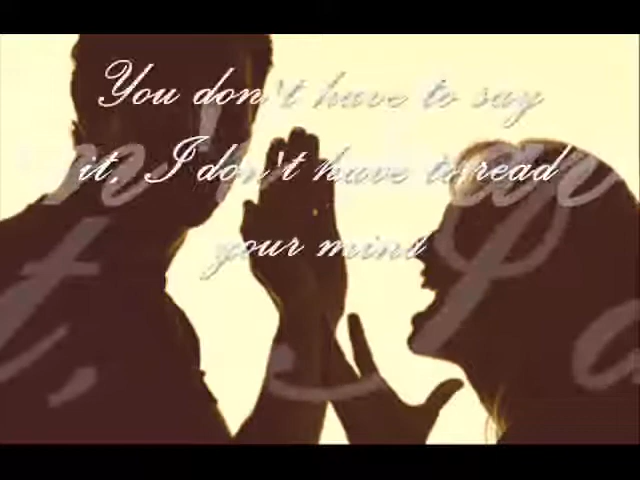 You don't have to say
it, I don't have to read
your mind